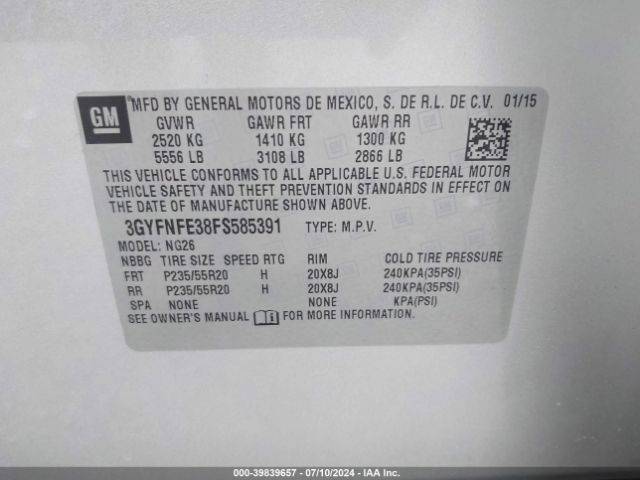 GM
MFD BY GENERAL MOTORS DE MEXICO, S. DE R.L. DE C.V. 01/15
GVWR GAWR FRT GAWR RR
2520 KG 1410 KG 1300 KG
5556 LB 3108 LB 2866 LB
THIS VEHICLE CONFORMS TO ALL APPLICABLE U.S. FEDERAL MOTOR
VEHICLE SAFETY AND THEFT PREVENTION STANDARDS IN EFFECT ON
THE DATE OF MANUFACTURE SHOWN ABOVE.
3GYFNFE38FS585391 TYPE: M.P.V.
MODEL: NG26
NBBG TIRE SIZE SPEED RTG RIM COLD TIRE PRESSURE
FRT P235/55R20 H 20X8J 240KPA(35PSI)
RR P235/55R20 H 20X8J 240KPA(35PSI)
SPA NONE NONE KPA(PSI)
SEE OWNER'S MANUAL FOR MORE INFORMATION.
000-39839657 - 07/10/2024 - IAAI.com